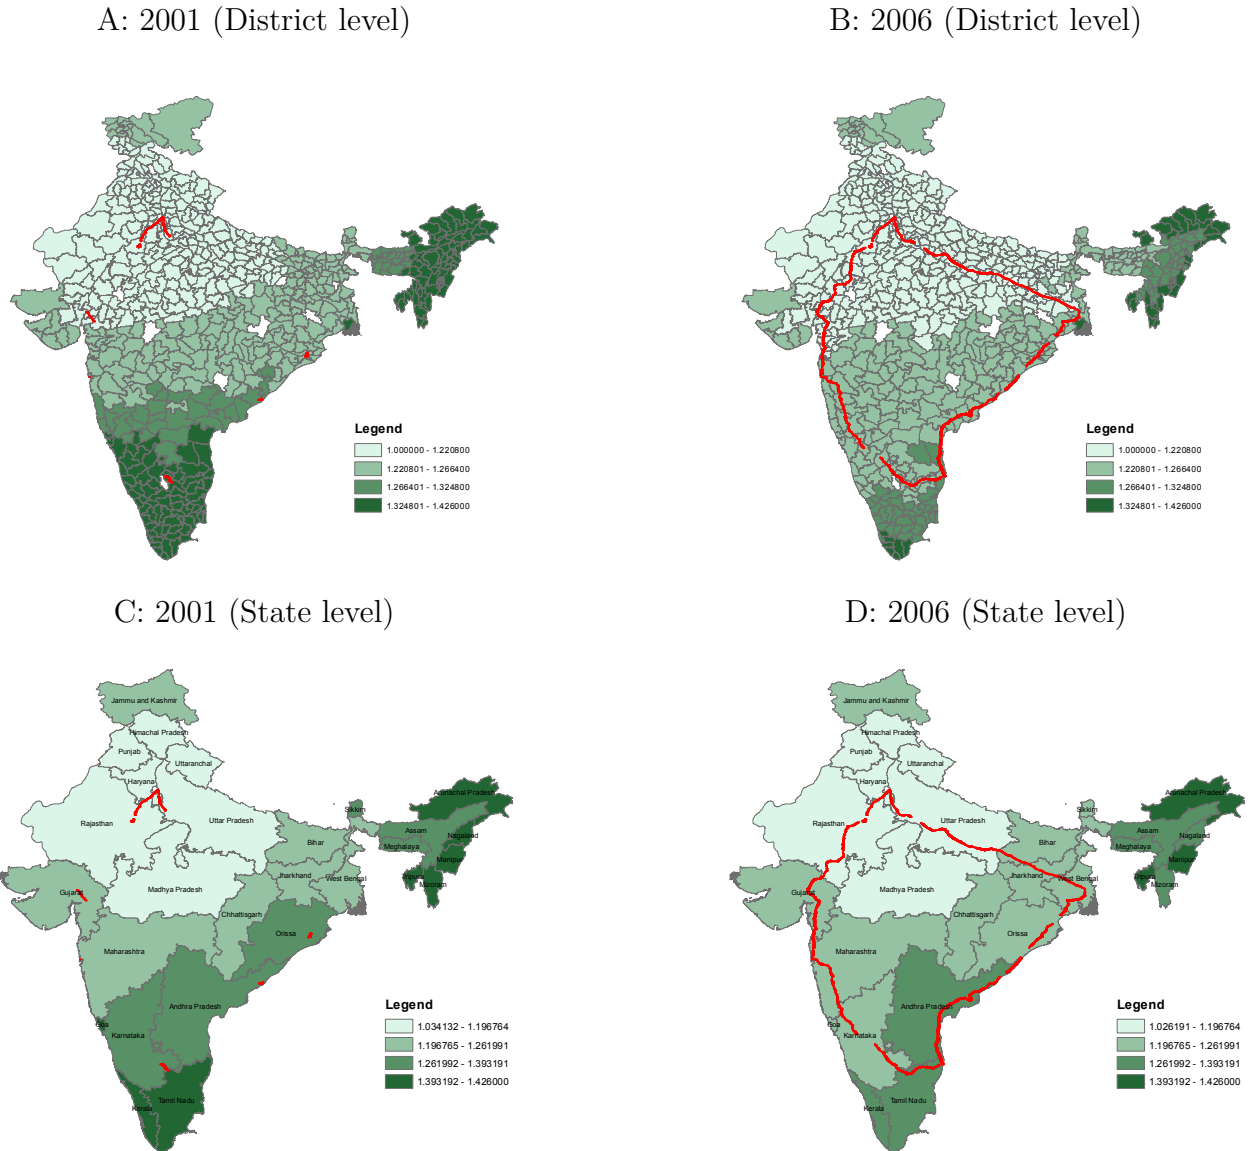 A: 2001 (District level)
B: 2006 (District level)
Legend
1.000000 - 1.220800
1.220801 - 1.266400
1.266401 - 1.324800
1.324801 - 1.426000
Legend
1.000000 - 1.220800
1.220801 - 1.266400
1.266401 - 1.324800
1.324801 - 1.426000
C: 2001 (State level)
D: 2006 (State level)
Jammu and Kashmir
Himachal Pradesh
Punjab
Uttaranchal
Haryana
Rajasthan
Uttar Pradesh
Sikkim
Arunachal Pradesh
Assam
Nagaland
Meghalaya
Manipur
Tripura
Mizoram
Bihar
Jharkhand
West Bengal
Gujarat
Madhya Pradesh
Chhattisgarh
Orissa
Maharashtra
Andhra Pradesh
Goa
Karnataka
Kerala
Tamil Nadu
Legend
1.034132 - 1.196764
1.196765 - 1.261991
1.261992 - 1.393191
1.393192 - 1.426000
Jammu and Kashmir
Himachal Pradesh
Punjab
Uttaranchal
Haryana
Rajasthan
Uttar Pradesh
Sikkim
Arunachal Pradesh
Assam
Nagaland
Meghalaya
Manipur
Tripura
Mizoram
Bihar
Jharkhand
West Bengal
Gujarat
Madhya Pradesh
Chhattisgarh
Orissa
Maharashtra
Andhra Pradesh
Goa
Karnataka
Kerala
Tamil Nadu
Legend
1.026191 - 1.196764
1.196765 - 1.261991
1.261992 - 1.393191
1.393192 - 1.426000